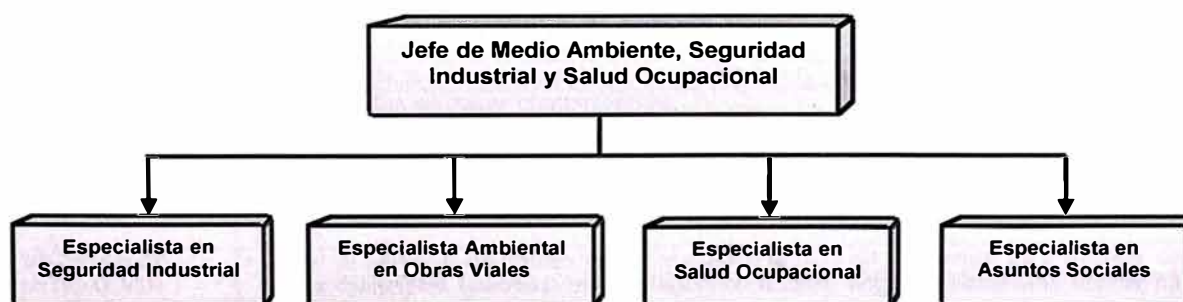 Jefe de Medio Ambiente, Seguridad
Industrial y Salud Ocupacional
Especialista en
Seguridad Industrial
Especialista Ambiental
en Obras Viales
Especialista en
Salud Ocupacional
Especialista en
Asuntos Sociales